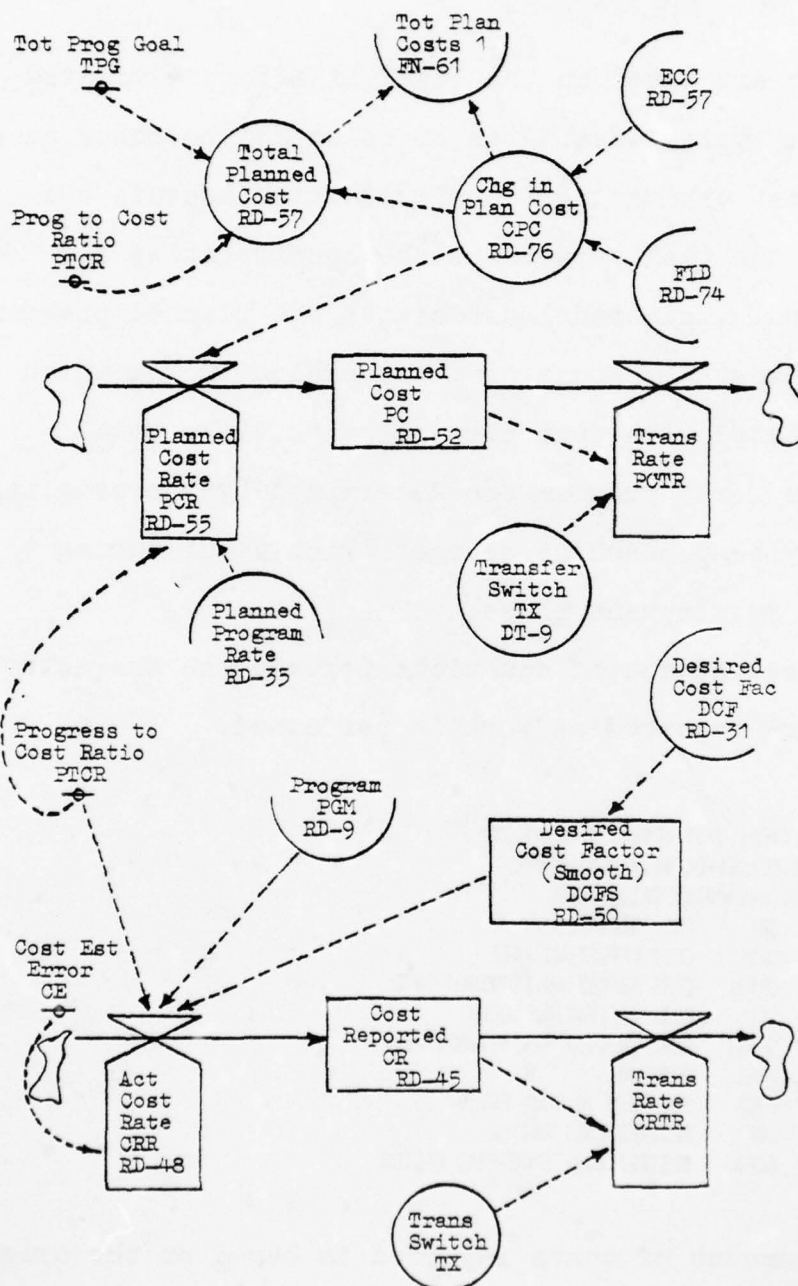 Tot Prog Goal
TPG
Tot Plan
Costs 1
FN-61
ECC
RD-57
Total
Planned
Cost
RD-57
Chg in
Plan Cost
CPC
RD-76
Prog to Cost
Ratio
PTCR
RD-74
Planned
Cost
Rate
PCR
RD-55
Planned
Cost
PC
RD-52
Trans
Rate
PCTR
Transfer
Switch
TX
DT-9
Planned
Program
Rate
RD-35
Desired
Cost Fac
DCF
RD-31
Progress to
Cost Ratio
PTCR
Program
PGM
RD-9
Desired
Cost Factor
(Smooth)
DCFS
RD-50
Cost Est
Error
CE
Act
Cost
Rate
CRR
RD-48
Cost
Reported
CR
RD-45
Trans
Rate
CRTR
Trans
Switch
TX